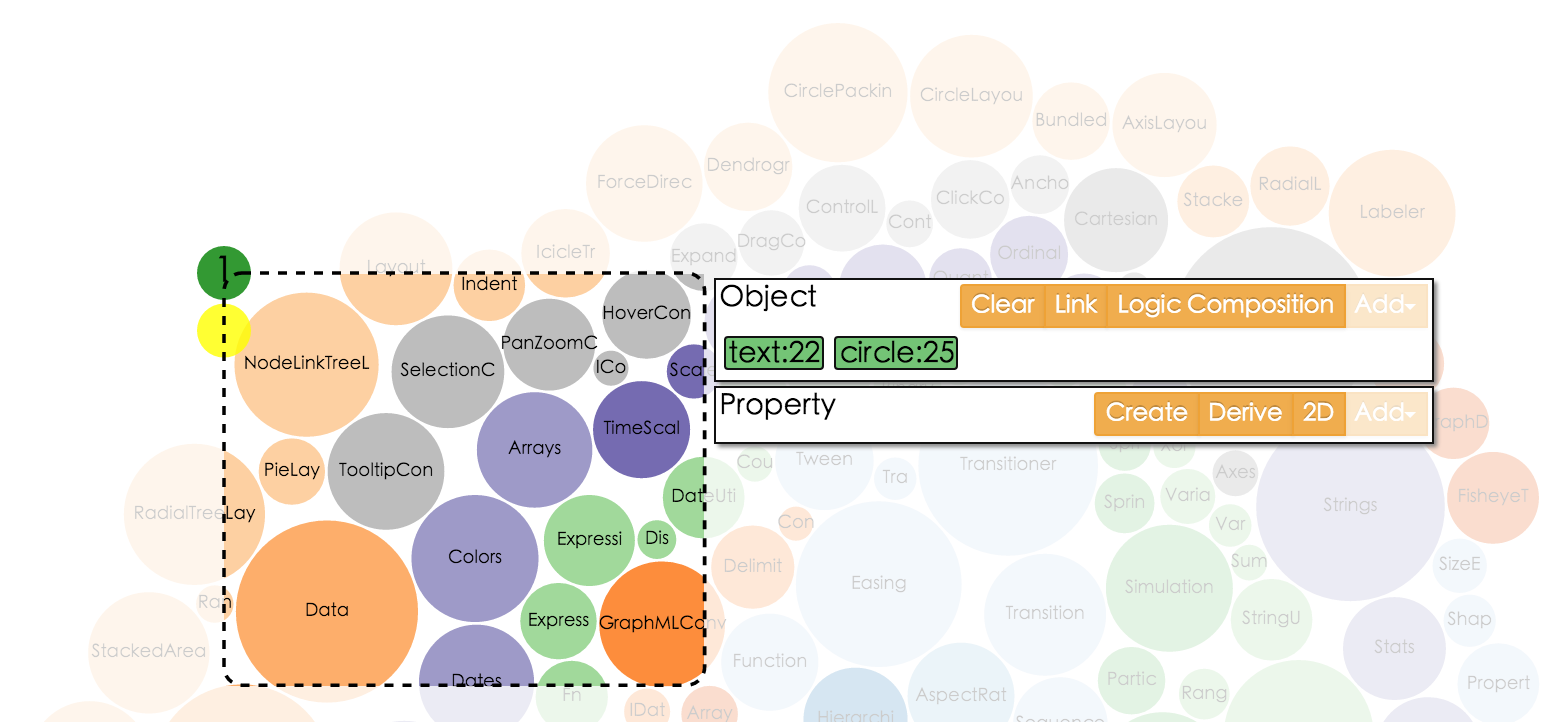 CirclePackin
CircleLayou
Bundled
AxisLayou
Dendrogr
ForceDirec
Ancho
RadialL
ClickCo
Stacke
ControlL
Cont
Cartesian
Labeler
DragCo
Expand
IcicleTr
Ordinal
Layout
Quant
1
Indent
Object
Clear Link Logic Composition Add
HoverCon
PanZoomC
text:22 circle:25
NodeLinkTreeL
SelectionC
ICo
Scale
Property
Create Derive 2D Add
TimeScal
raphD
Arrays
PieLay
TooltipCon
Cou
Tween
Transitioner
Tra
Axes
DateUti
Sprin
Varia
Strings
FisheyeT
RadialTreeLay
Con
Var
Expressi
Dis
Colors
Delimit
Sum
SizeE
Easing
Simulation
Ran
Data
Transition
StringU
Express
GraphMLConv
Shap
StackedArea
Function
Stats
Dates
Partic
Propert
Fn
AspectRat
Rang
IDat
Array
Hierarchi
Sequence